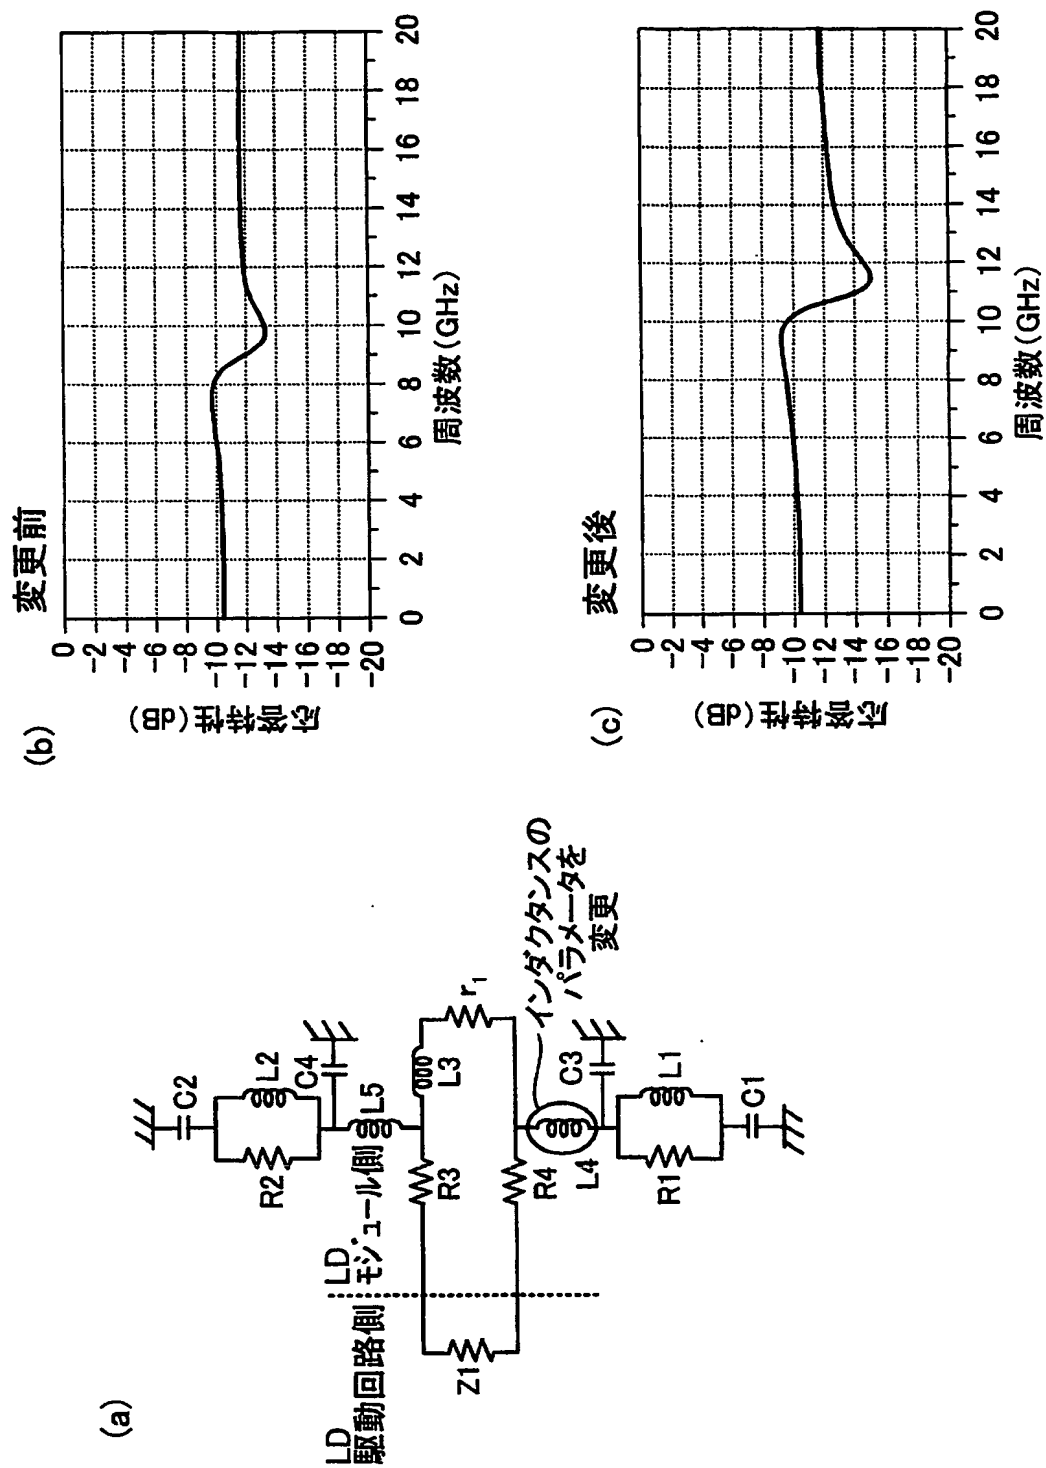 (a)
LD
駆動回路側
LD
モジュール側
Z1
R3
R4
L3
r1
L5
C4
R2
L2
C2
L4
C3
R1
L1
C1
インダクタンスの
パラメータを
変更
(b)
変更前
応答特性(dB)
0
-2
-4
-6
-8
-10
-12
-14
-16
-18
-20
0 2 4 6 8 10 12 14 16 18 20
周波数(GHz)
(c)
変更後
応答特性(dB)
0
-2
-4
-6
-8
-10
-12
-14
-16
-18
-20
0 2 4 6 8 10 12 14 16 18 20
周波数(GHz)